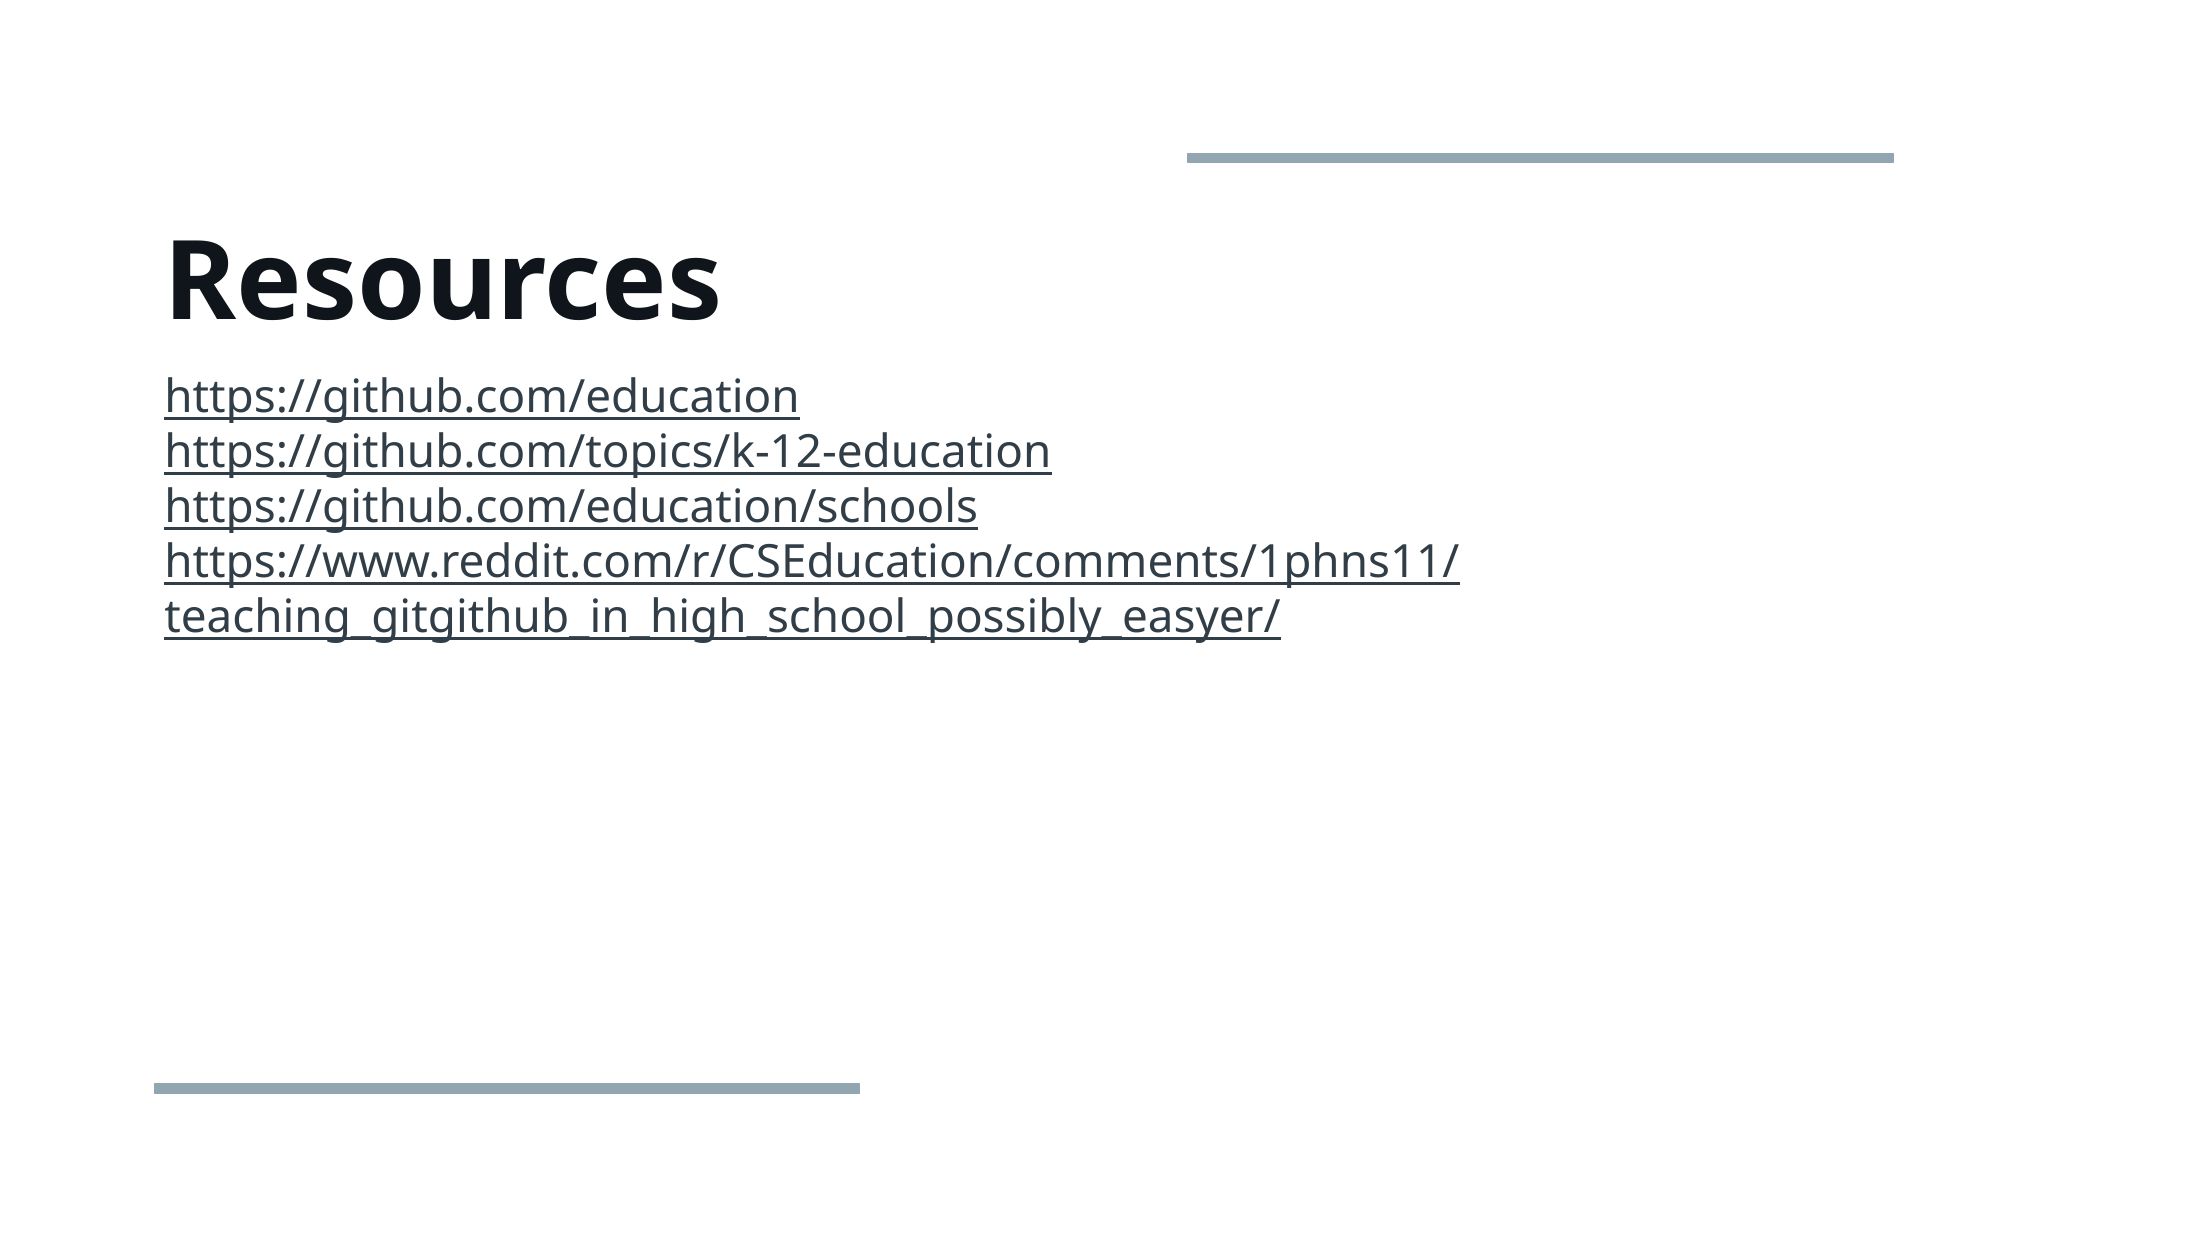 Resources
https://github.com/education
https://github.com/topics/k-12-education
https://github.com/education/schools
https://www.reddit.com/r/CSEducation/comments/1phns11/
teaching_gitgithub_in_high_school_possibly_easyer/